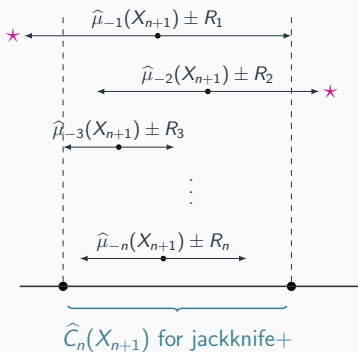 μ̂₋₁(Xₙ₊₁) ± R₁
μ̂₋₂(Xₙ₊₁) ± R₂
μ̂₋₃(Xₙ₊₁) ± R₃
⋮
μ̂₋ₙ(Xₙ₊₁) ± Rₙ
Ĉₙ(Xₙ₊₁) for jackknife+